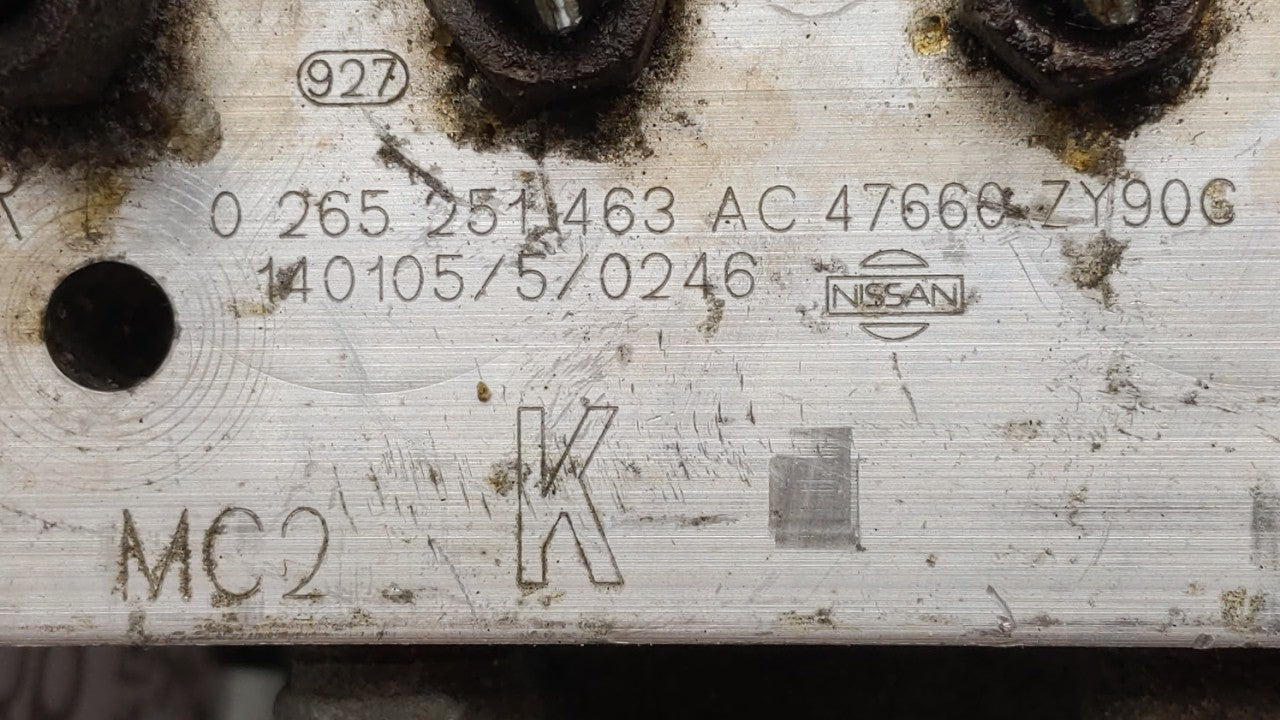 927
0 265 251 463 AC 47660 ZY90C
140105/5/0246
NISSAN
K
MC2